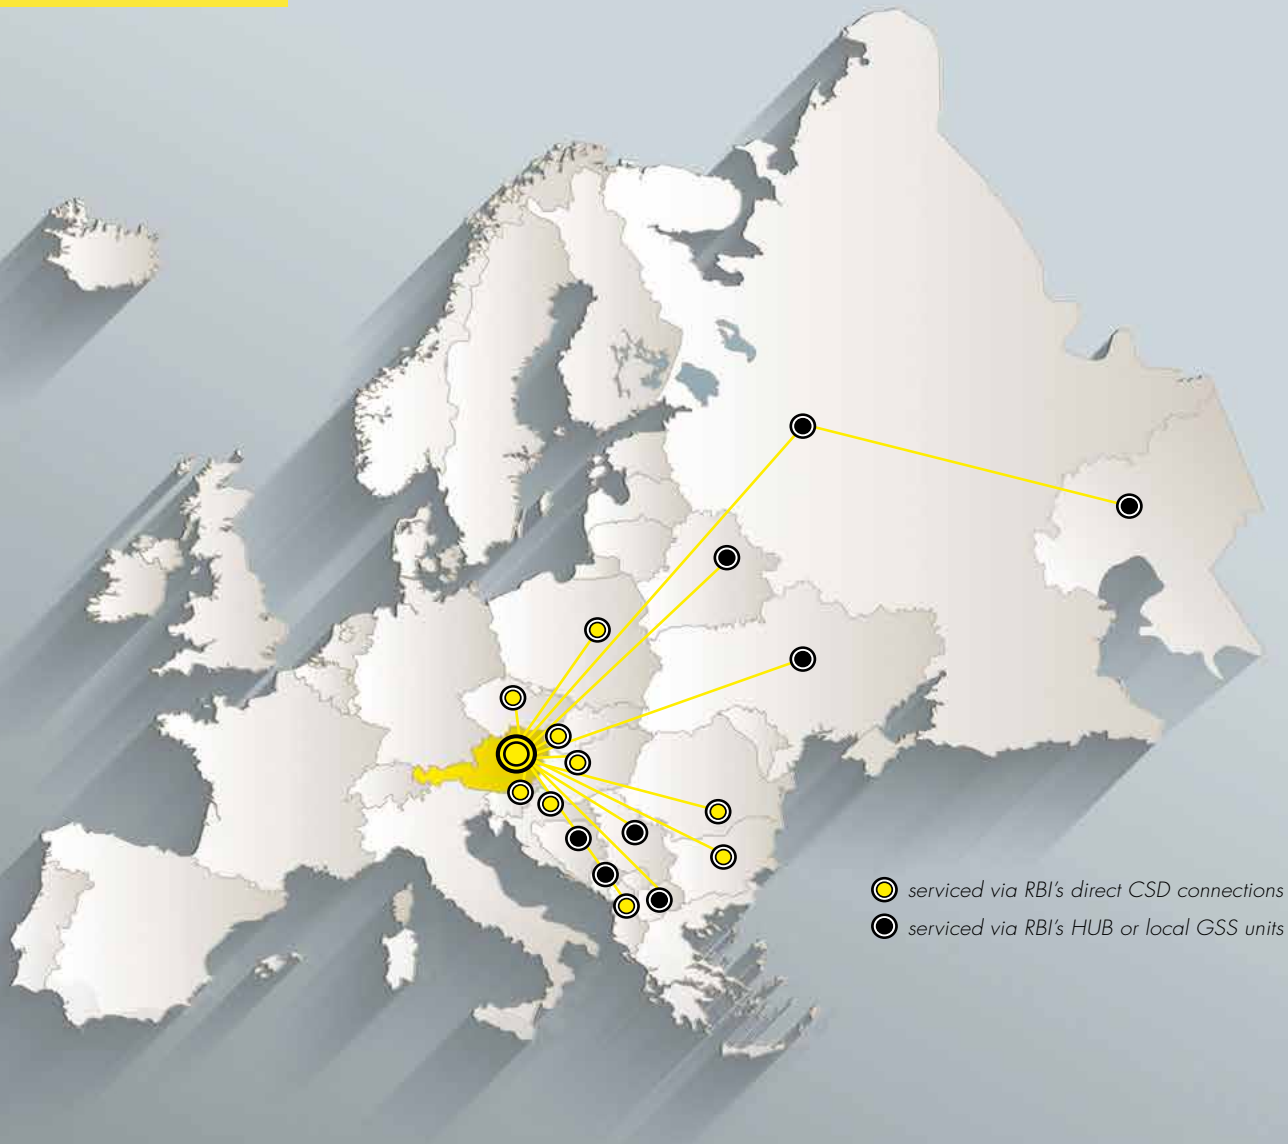 serviced via RBI's direct CSD connections
serviced via RBI's HUB or local GSS units